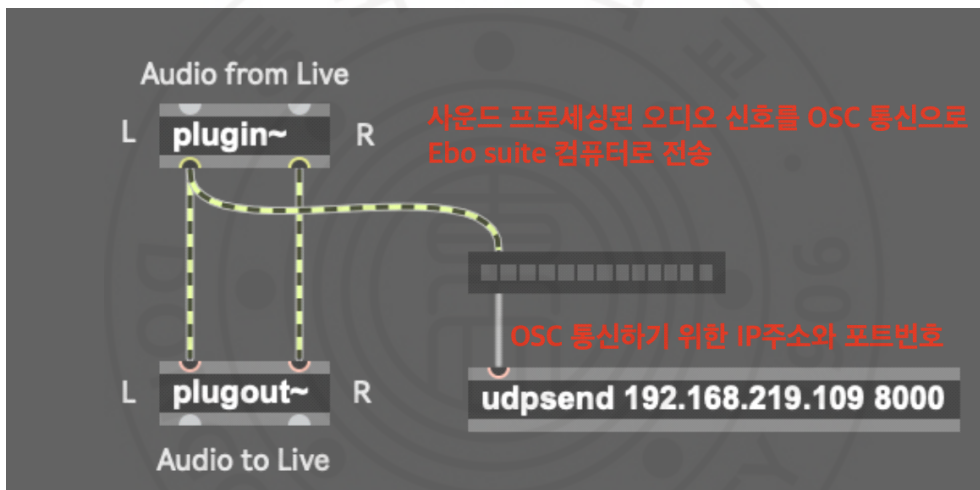 Audio from Live
L plugin~ R
사운드 프로세싱된 오디오 신호를 OSC 통신으로
Ebo suite 컴퓨터로 전송
OSC 통신하기 위한 IP주소와 포트번호
L plugout~ R
udpsend 192.168.219.109 8000
Audio to Live